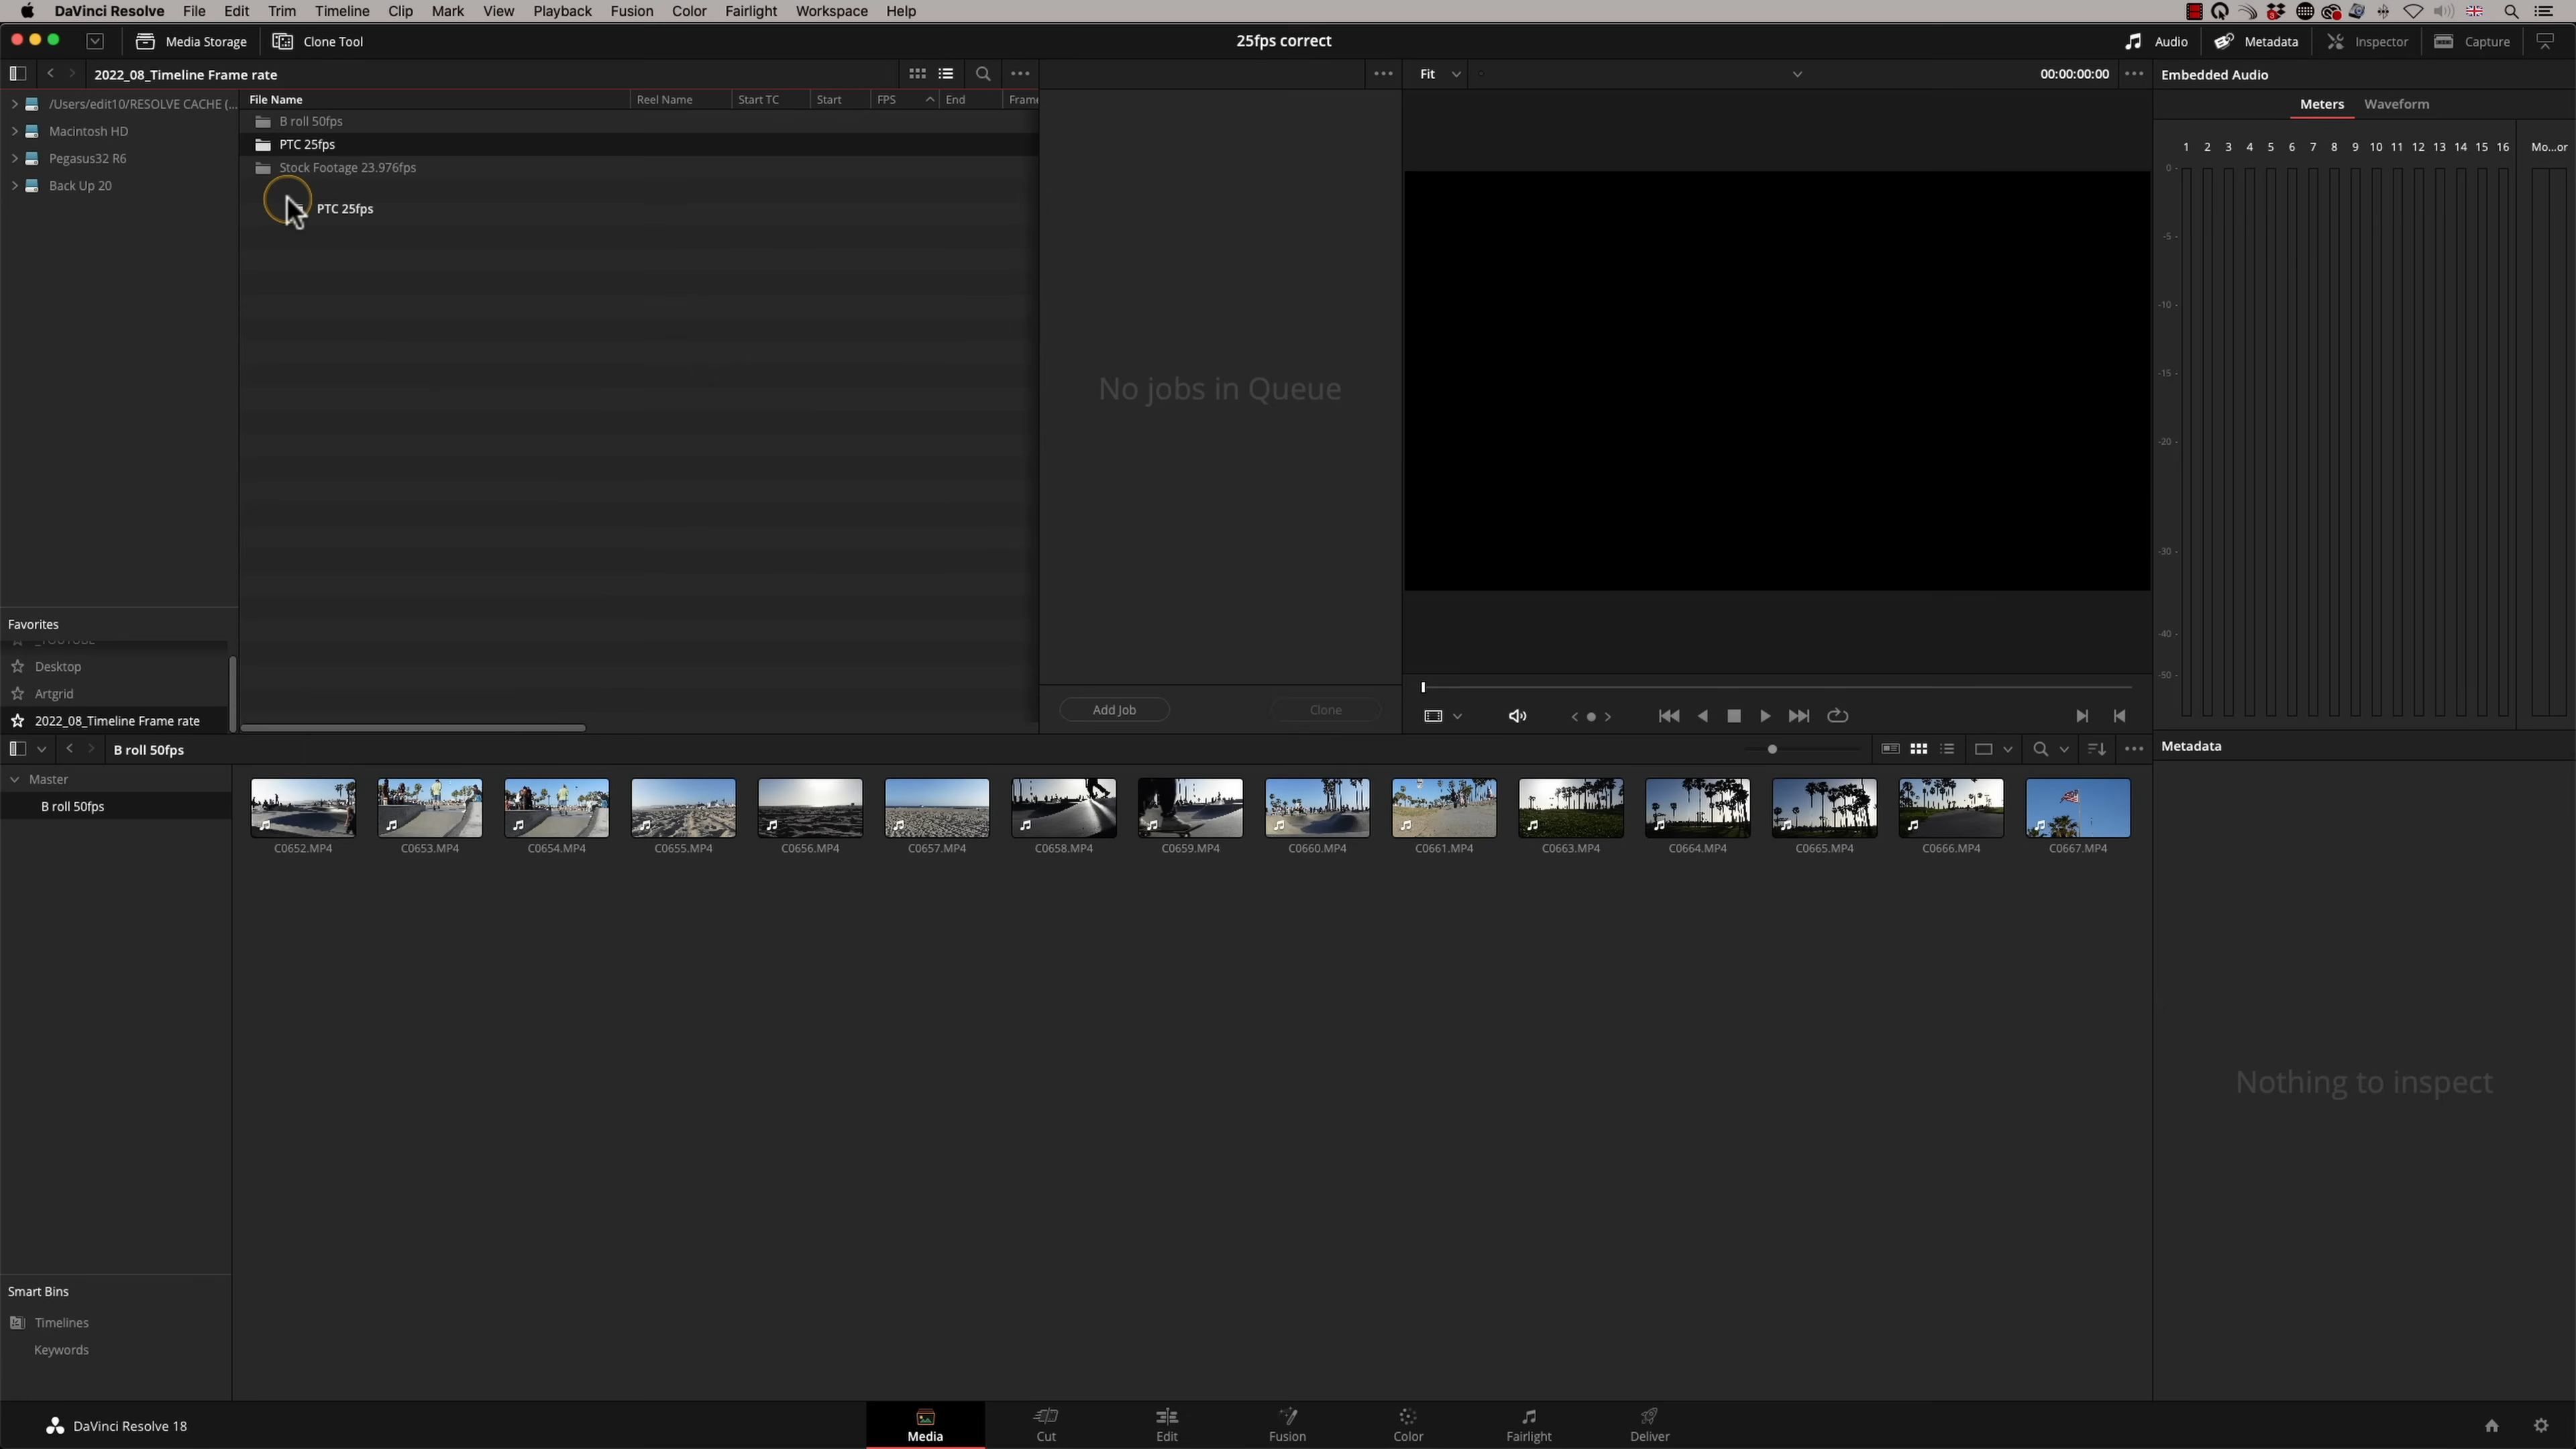 DaVinci Resolve File Edit Trim Timeline Clip Mark View Playback Fusion Color Fairlight Workspace Help
Media Storage Clone Tool 25fps correct Audio Metadata Inspector Capture
2022_08_Timeline Frame rate Fit 00:00:00:00 Embedded Audio
/Users/edit10/RESOLVE CACHE (... File Name Reel Name Start TC Start FPS End Frame Meters Waveform
B roll 50fps
Macintosh HD PTC 25fps 1 2 3 4 5 6 7 8 9 10 11 12 13 14 15 16 Mo...or
Pegasus32 R6 Stock Footage 23.976fps 0
Back Up 20
PTC 25fps
-5
-10
-15
No jobs in Queue
-20
-30
Favorites -40
Desktop -50
Artgrid
2022_08_Timeline Frame rate Add Job Clone
B roll 50fps Metadata
Master
B roll 50fps
C0652.MP4 C0653.MP4 C0654.MP4 C0655.MP4 C0656.MP4 C0657.MP4 C0658.MP4 C0659.MP4 C0660.MP4 C0661.MP4 C0663.MP4 C0664.MP4 C0665.MP4 C0666.MP4 C0667.MP4
Nothing to inspect
Smart Bins
Timelines
Keywords
DaVinci Resolve 18 Media Cut Edit Fusion Color Fairlight Deliver